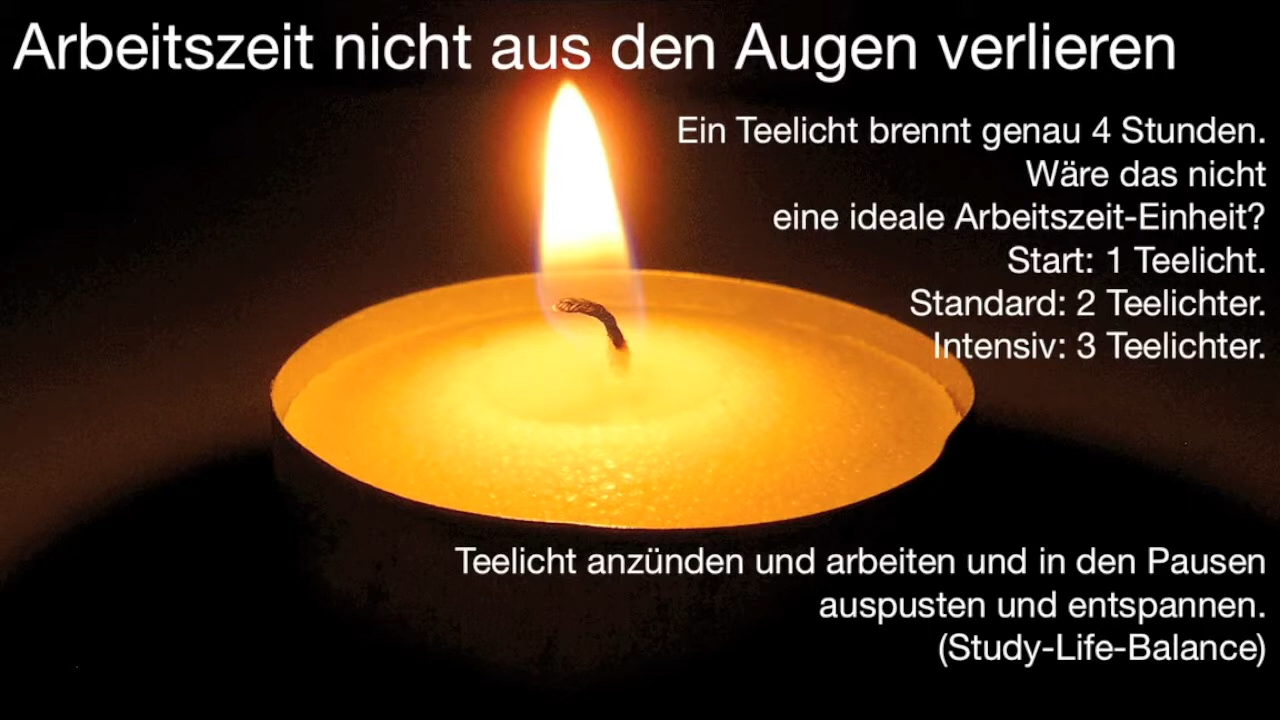 Arbeitszeit nicht aus den Augen verlieren
Ein Teelicht brennt genau 4 Stunden.
Wäre das nicht
eine ideale Arbeitszeit-Einheit?
Start: 1 Teelicht.
Standard: 2 Teelichter.
Intensiv: 3 Teelichter.
Teelicht anzünden und arbeiten und in den Pausen
auspusten und entspannen.
(Study-Life-Balance)